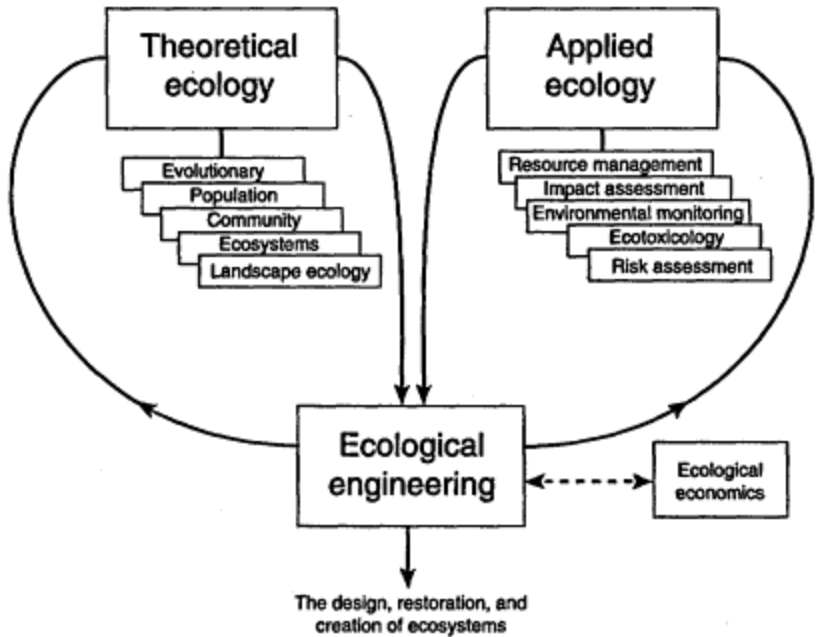 Theoretical
ecology
Evolutionary
Population
Community
Ecosystems
Landscape ecology
Applied
ecology
Resource management
Impact assessment
Environmental monitoring
Ecotoxicology
Risk assessment
Ecological
engineering
Ecological
economics
The design, restoration, and
creation of ecosystems